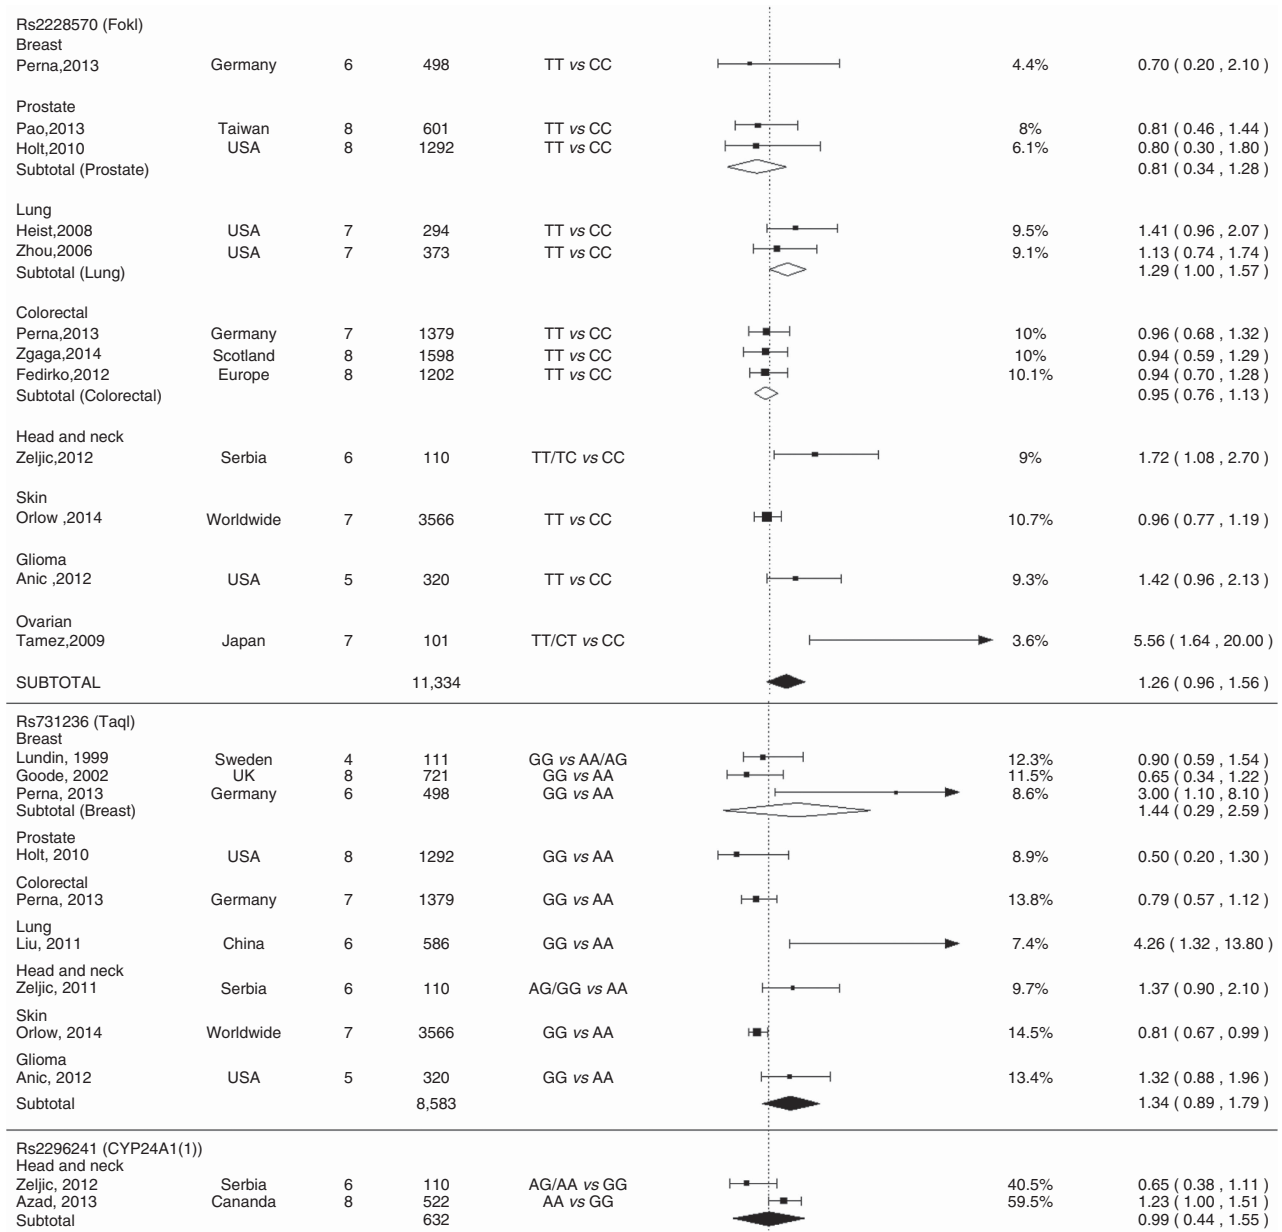 Rs2228570 (Fokl)
Breast
Perna,2013 Germany 6 498 TT vs CC 4.4% 0.70 ( 0.20 , 2.10 )
Prostate
Pao,2013 Taiwan 8 601 TT vs CC 8% 0.81 ( 0.46 , 1.44 )
Holt,2010 USA 8 1292 TT vs CC 6.1% 0.80 ( 0.30 , 1.80 )
Subtotal (Prostate) 0.81 ( 0.34 , 1.28 )
Lung
Heist,2008 USA 7 294 TT vs CC 9.5% 1.41 ( 0.96 , 2.07 )
Zhou,2006 USA 7 373 TT vs CC 9.1% 1.13 ( 0.74 , 1.74 )
Subtotal (Lung) 1.29 ( 1.00 , 1.57 )
Colorectal
Perna,2013 Germany 7 1379 TT vs CC 10% 0.96 ( 0.68 , 1.32 )
Zgaga,2014 Scotland 8 1598 TT vs CC 10% 0.94 ( 0.59 , 1.29 )
Fedirko,2012 Europe 8 1202 TT vs CC 10.1% 0.94 ( 0.70 , 1.28 )
Subtotal (Colorectal) 0.95 ( 0.76 , 1.13 )
Head and neck
Zeljic,2012 Serbia 6 110 TT/TC vs CC 9% 1.72 ( 1.08 , 2.70 )
Skin
Orlow ,2014 Worldwide 7 3566 TT vs CC 10.7% 0.96 ( 0.77 , 1.19 )
Glioma
Anic ,2012 USA 5 320 TT vs CC 9.3% 1.42 ( 0.96 , 2.13 )
Ovarian
Tamez,2009 Japan 7 101 TT/CT vs CC 3.6% 5.56 ( 1.64 , 20.00 )
SUBTOTAL 11,334 1.26 ( 0.96 , 1.56 )
Rs731236 (Taql)
Breast
Lundin, 1999 Sweden 4 111 GG vs AA/AG 12.3% 0.90 ( 0.59 , 1.54 )
Goode, 2002 UK 8 721 GG vs AA 11.5% 0.65 ( 0.34 , 1.22 )
Perna, 2013 Germany 6 498 GG vs AA 8.6% 3.00 ( 1.10 , 8.10 )
Subtotal (Breast) 1.44 ( 0.29 , 2.59 )
Prostate
Holt, 2010 USA 8 1292 GG vs AA 8.9% 0.50 ( 0.20 , 1.30 )
Colorectal
Perna, 2013 Germany 7 1379 GG vs AA 13.8% 0.79 ( 0.57 , 1.12 )
Lung
Liu, 2011 China 6 586 GG vs AA 7.4% 4.26 ( 1.32 , 13.80 )
Head and neck
Zeljic, 2011 Serbia 6 110 AG/GG vs AA 9.7% 1.37 ( 0.90 , 2.10 )
Skin
Orlow, 2014 Worldwide 7 3566 GG vs AA 14.5% 0.81 ( 0.67 , 0.99 )
Glioma
Anic, 2012 USA 5 320 GG vs AA 13.4% 1.32 ( 0.88 , 1.96 )
Subtotal 8,583 1.34 ( 0.89 , 1.79 )
Rs2296241 (CYP24A1(1))
Head and neck
Zeljic, 2012 Serbia 6 110 AG/AA vs GG 40.5% 0.65 ( 0.38 , 1.11 )
Azad, 2013 Cananda 8 522 AA vs GG 59.5% 1.23 ( 1.00 , 1.51 )
Subtotal 632 0.99 ( 0.44 , 1.55 )